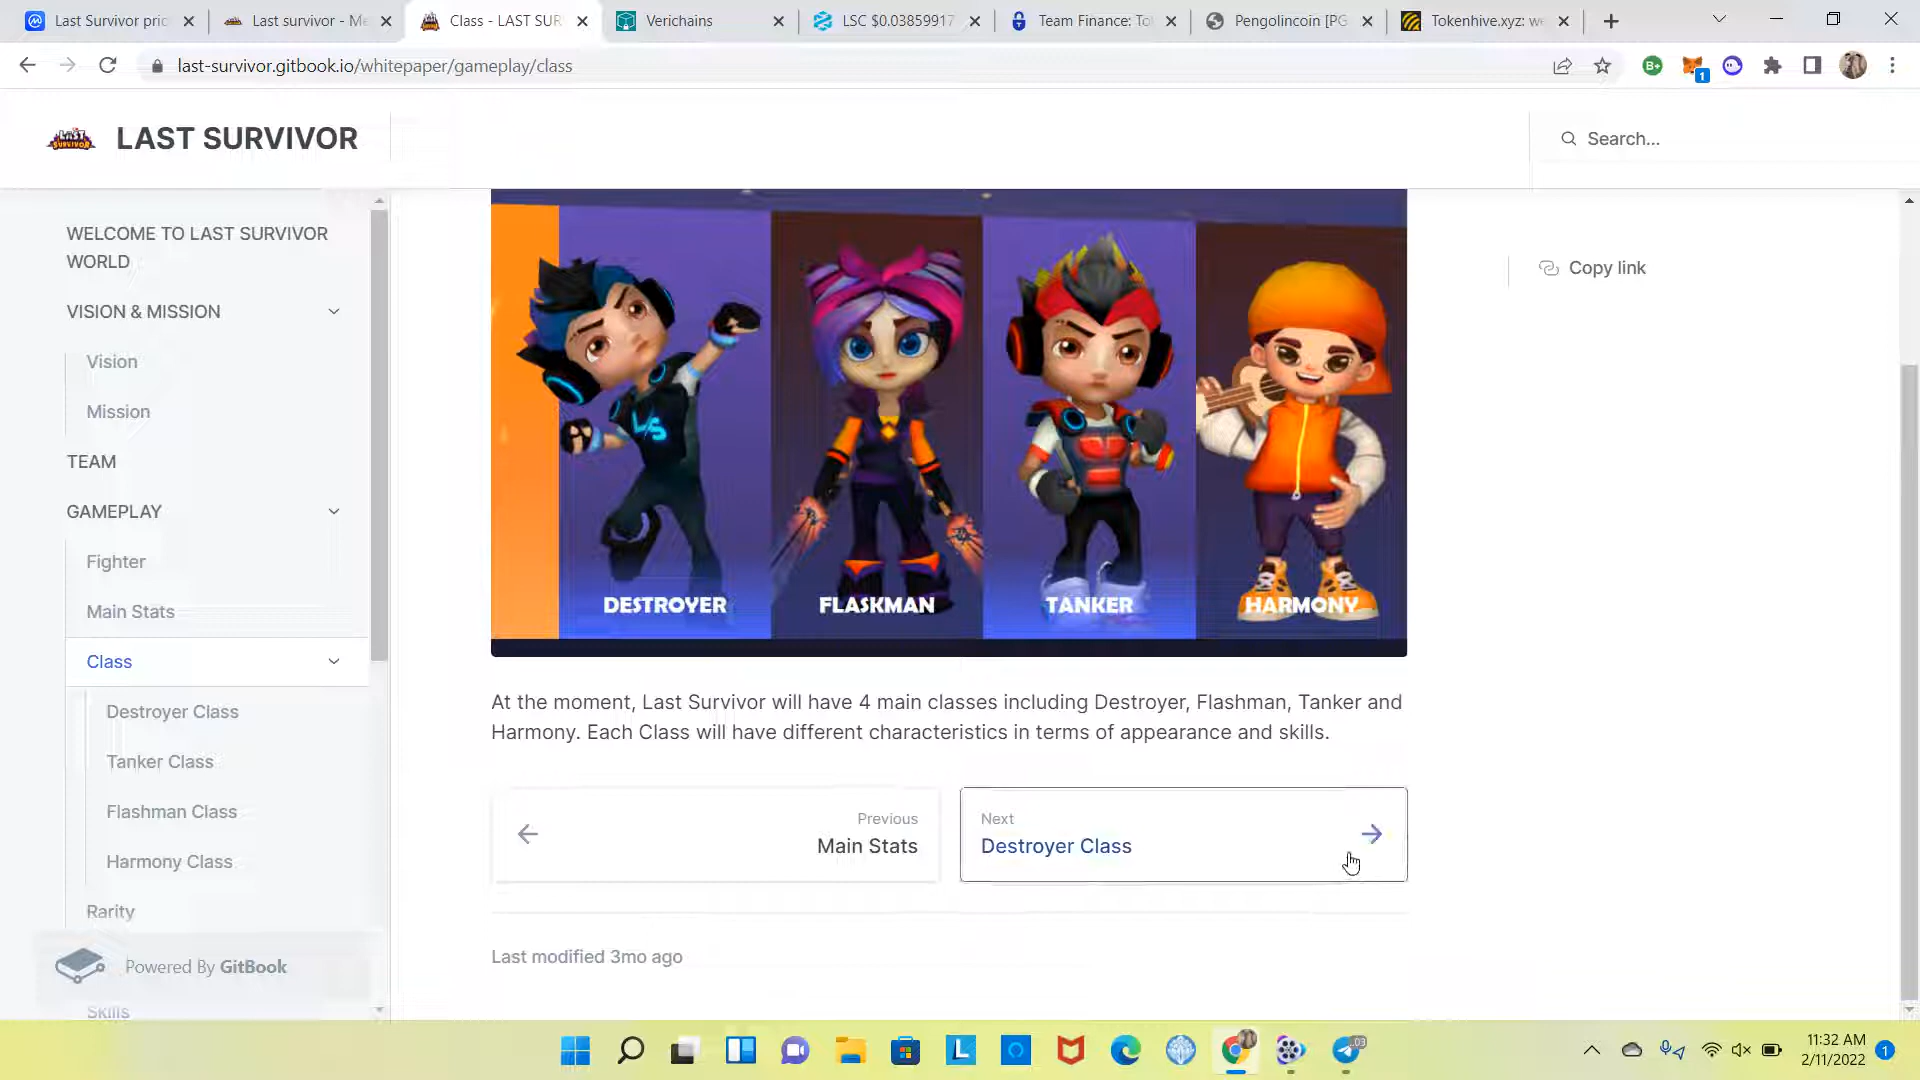 Last Survivor pric
Last survivor - Me
Class - LAST SUR
Verichains
LSC $0.03859917
Team Finance: To
Pengolincoin [PG
Tokenhive.xyz: we
last-survivor.gitbook.io/whitepaper/gameplay/class
B+
1
LAST SURVIVOR
Search...
WELCOME TO LAST SURVIVOR
WORLD
VISION & MISSION
Vision
Mission
TEAM
GAMEPLAY
Fighter
Main Stats
Class
Destroyer Class
Tanker Class
Flashman Class
Harmony Class
Rarity
Powered By GitBook
Skills
L/S
DESTROYER
FLASKMAN
TANKER
HARMONY
Copy link
At the moment, Last Survivor will have 4 main classes including Destroyer, Flashman, Tanker and
Harmony. Each Class will have different characteristics in terms of appearance and skills.
Previous
Main Stats
Next
Destroyer Class
Last modified 3mo ago
L
03
11:32 AM
2/11/2022
1